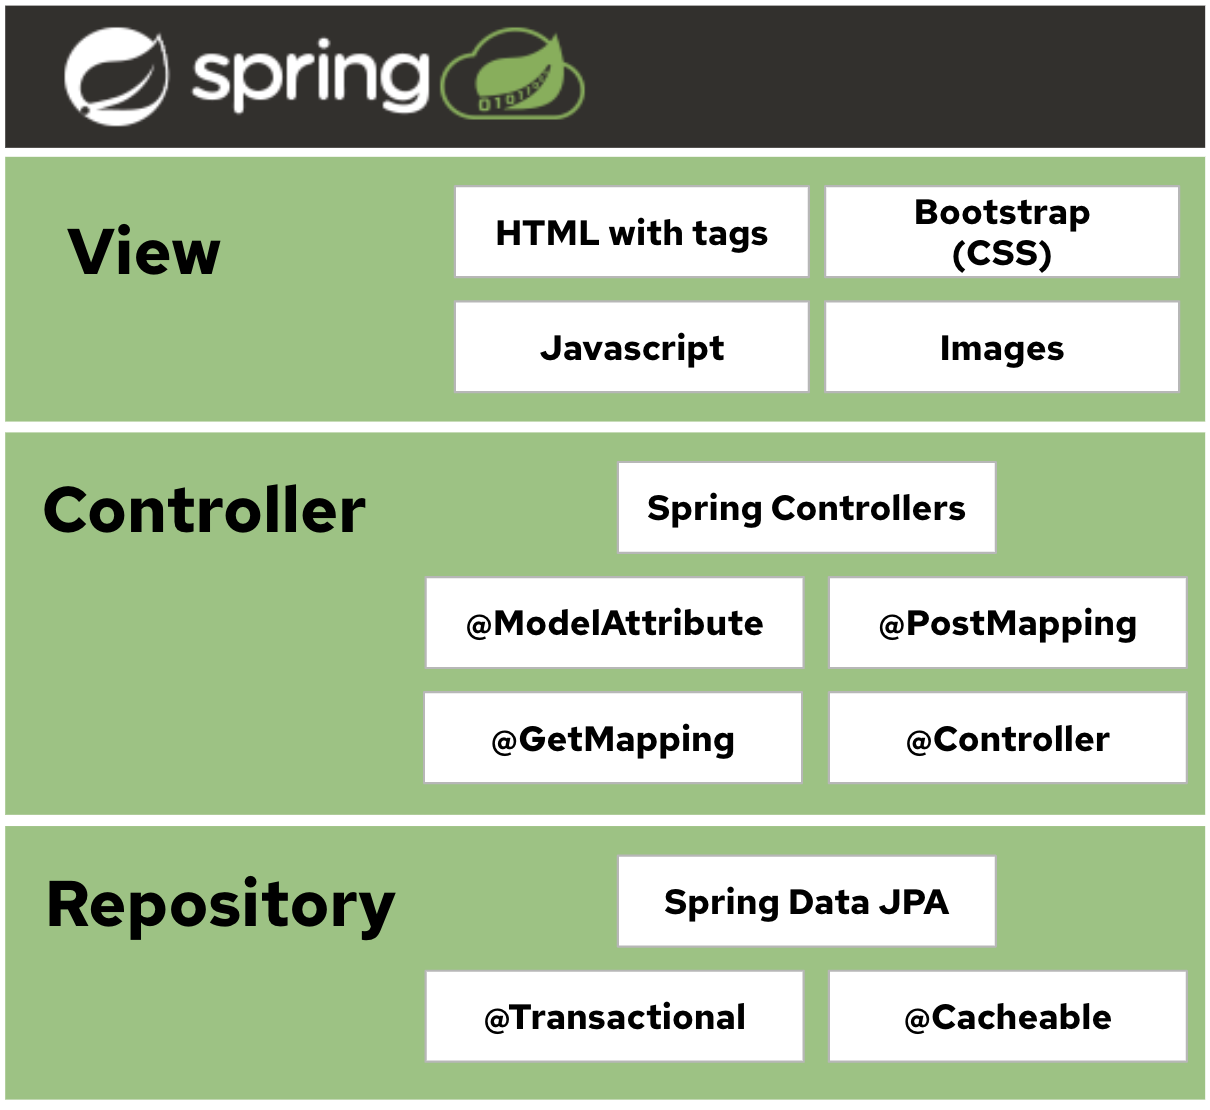 spring
View
HTML with tags
Bootstrap
(CSS)
Javascript
Images
Controller
Spring Controllers
@ModelAttribute
@PostMapping
@GetMapping
@Controller
Repository
Spring Data JPA
@Transactional
@Cacheable